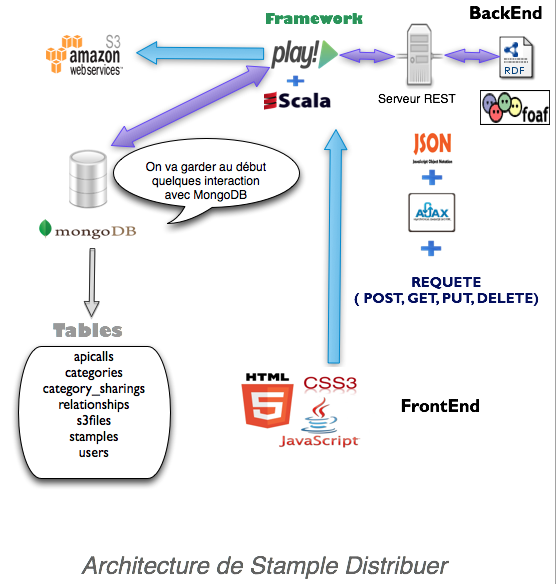 Framework
BackEnd
S3
amazon
webservices™
play!
Scala
Serveur REST
RDF
foaf
On va garder au début
quelques interaction
avec MongoDB
mongoDB
JSON
JavaScript Object Notation
+
AJAX
+
+
REQUETE
( POST, GET, PUT, DELETE)
Tables
apicalls
categories
category_sharings
relationships
s3files
stamples
users
HTML
5
CSS3
JavaScript
FrontEnd
Architecture de Stample Distribuer